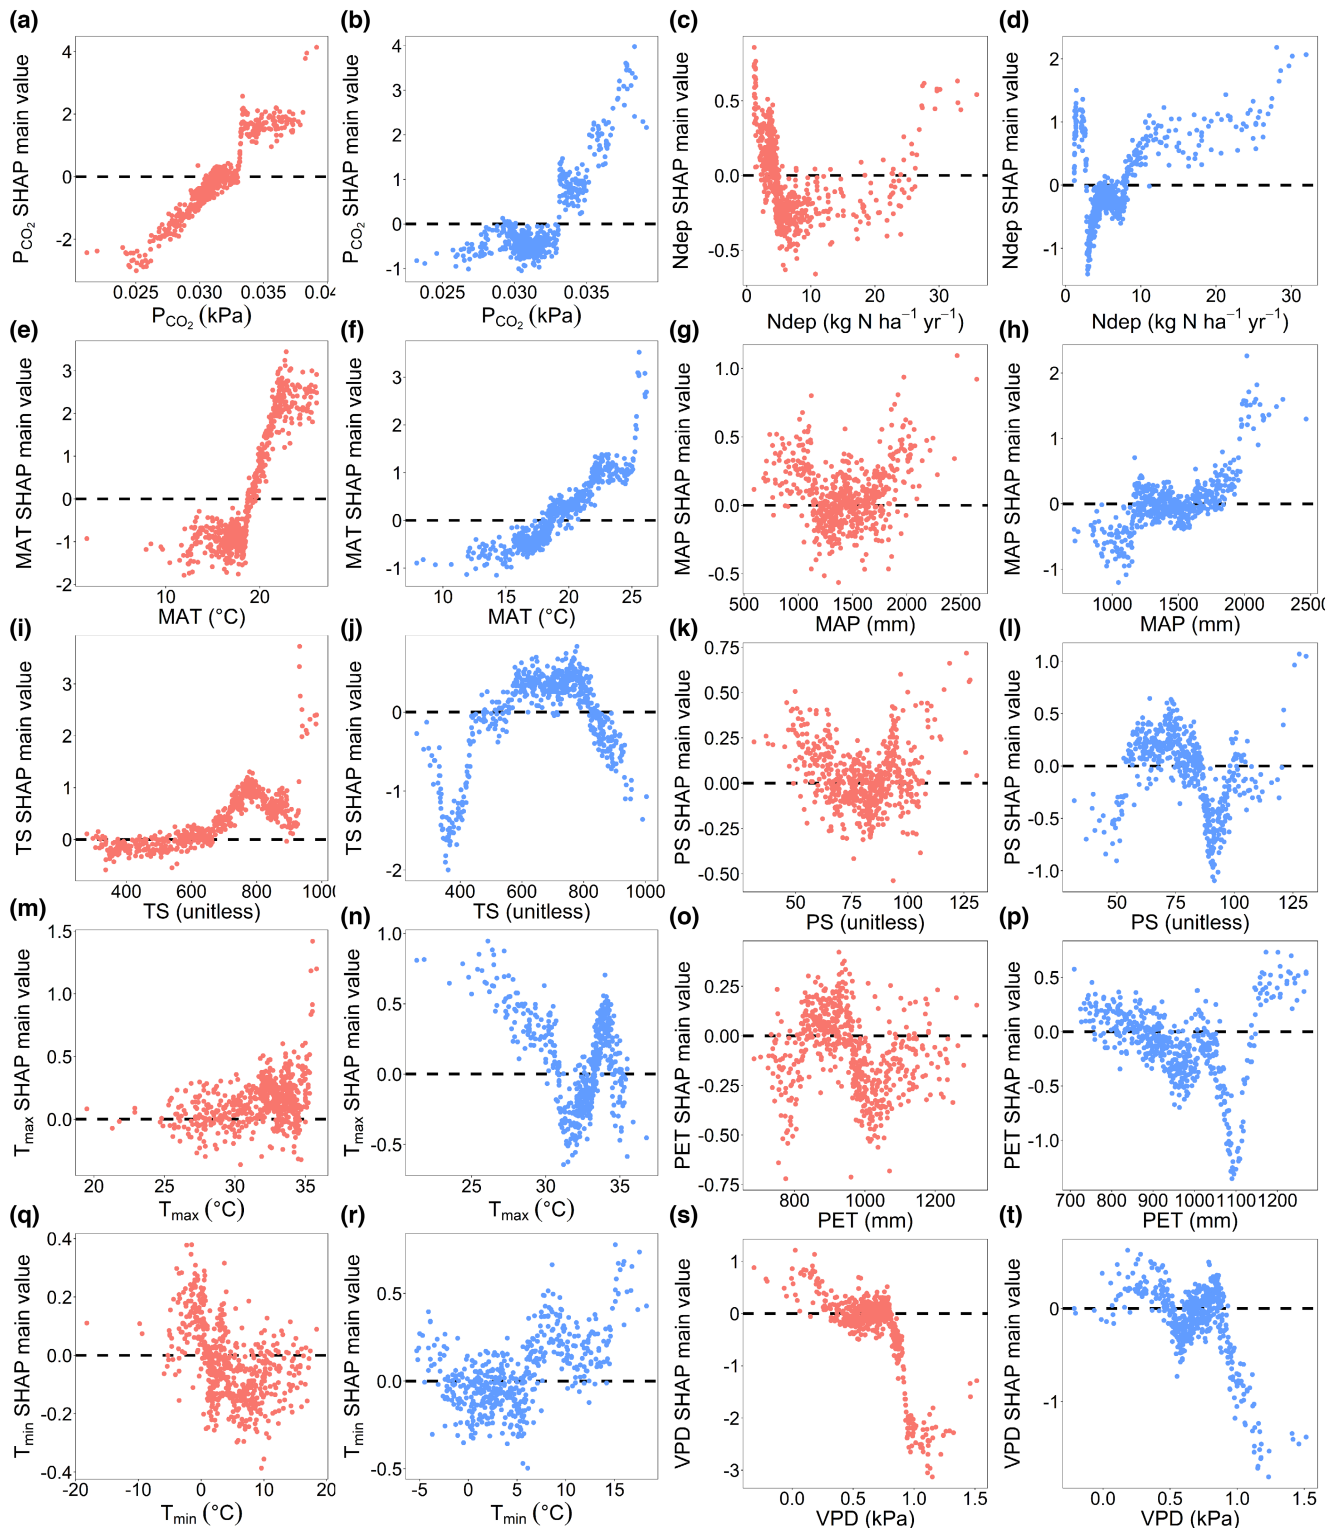 (a) (b) (c) (d)
P_CO2 SHAP main value
4
2
0
-2
0.025 0.030 0.035 0.04
P_CO2 (kPa)
P_CO2 SHAP main value
4
3
2
1
0
-1
0.025 0.030 0.035
P_CO2 (kPa)
Ndep SHAP main value
0.5
0.0
-0.5
0 10 20 30
Ndep (kg N ha−1 yr−1)
Ndep SHAP main value
2
1
0
-1
0 10 20 30
Ndep (kg N ha−1 yr−1)
(e) (f) (g) (h)
MAT SHAP main value
3
2
1
0
-1
-2
10 20
MAT (°C)
MAT SHAP main value
3
2
1
0
-1
10 15 20 25
MAT (°C)
MAP SHAP main value
1.0
0.5
0.0
-0.5
500 1000 1500 2000 2500
MAP (mm)
MAP SHAP main value
2
1
0
-1
1000 1500 2000 2500
MAP (mm)
(i) (j) (k) (l)
TS SHAP main value
3
2
1
0
400 600 800 1000
TS (unitless)
TS SHAP main value
0
-1
-2
400 600 800 1000
TS (unitless)
PS SHAP main value
0.75
0.50
0.25
0.00
-0.25
-0.50
50 75 100 125
PS (unitless)
PS SHAP main value
1.0
0.5
0.0
-0.5
-1.0
50 75 100 125
PS (unitless)
(m) (n) (o) (p)
Tmax SHAP main value
1.5
1.0
0.5
0.0
20 25 30 35
Tmax (°C)
Tmax SHAP main value
1.0
0.5
0.0
-0.5
25 30 35
Tmax (°C)
PET SHAP main value
0.25
0.00
-0.25
-0.50
-0.75
800 1000 1200
PET (mm)
PET SHAP main value
0.5
0.0
-0.5
-1.0
700 800 900 1000 1100 1200
PET (mm)
(q) (r) (s) (t)
Tmin SHAP main value
0.4
0.2
0.0
-0.2
-0.4
-20 -10 0 10 20
Tmin (°C)
Tmin SHAP main value
0.5
0.0
-0.5
-5 0 5 10 15
Tmin (°C)
VPD SHAP main value
1
0
-1
-2
-3
0.0 0.5 1.0 1.5
VPD (kPa)
VPD SHAP main value
0
-1
0.0 0.5 1.0 1.5
VPD (kPa)